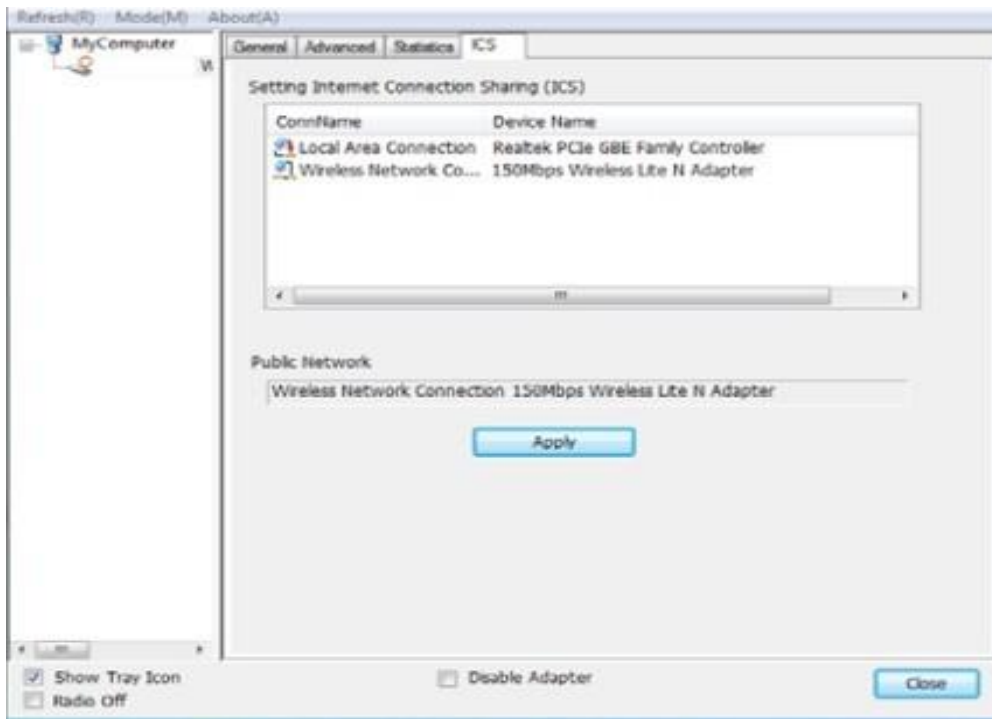 Refresh(R) Mode(M) About(A)
MyComputer
General Advanced Statistics ICS
Setting Internet Connection Sharing (ICS)
ConnName Device Name
Local Area Connection Realtek PCIe GBE Family Controller
Wireless Network Co... 150Mbps Wireless Lite N Adapter
Public Network
Wireless Network Connection 150Mbps Wireless Lite N Adapter
Apply
Show Tray Icon
Radio Off
Disable Adapter
Close